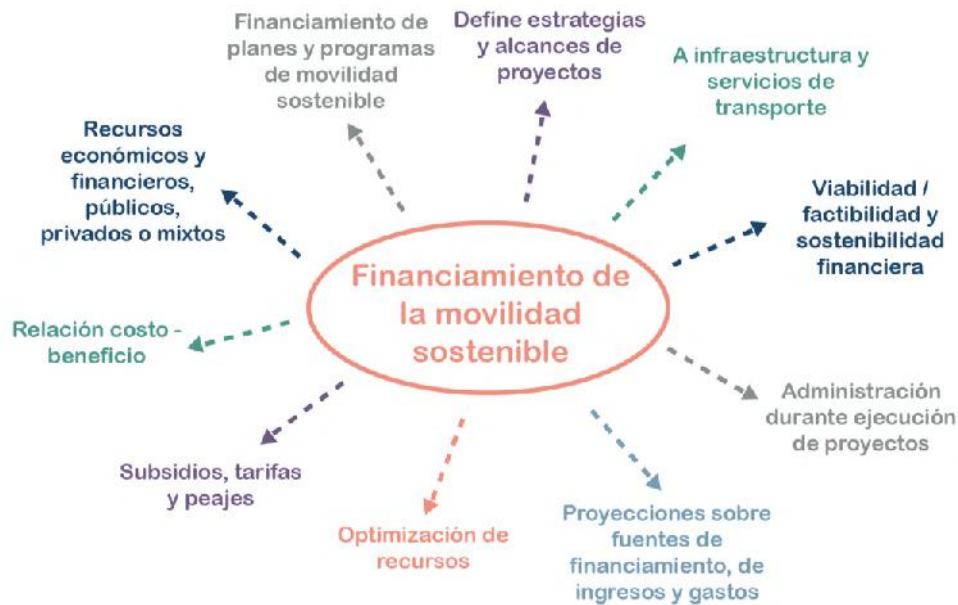 Financiamiento de
planes y programas
de movilidad
sostenible
Define estrategias
y alcances de
proyectos
A infraestructura y
servicios de
transporte
Recursos
económicos y
financieros,
públicos,
privados o mixtos
Viabilidad /
factibilidad y
sostenibilidad
financiera
Financiamiento de
la movilidad
sostenible
Relación costo -
beneficio
Administración
durante ejecución
de proyectos
Subsidios, tarifas
y peajes
Optimización de
recursos
Proyecciones sobre
fuentes de
financiamiento, de
ingresos y gastos